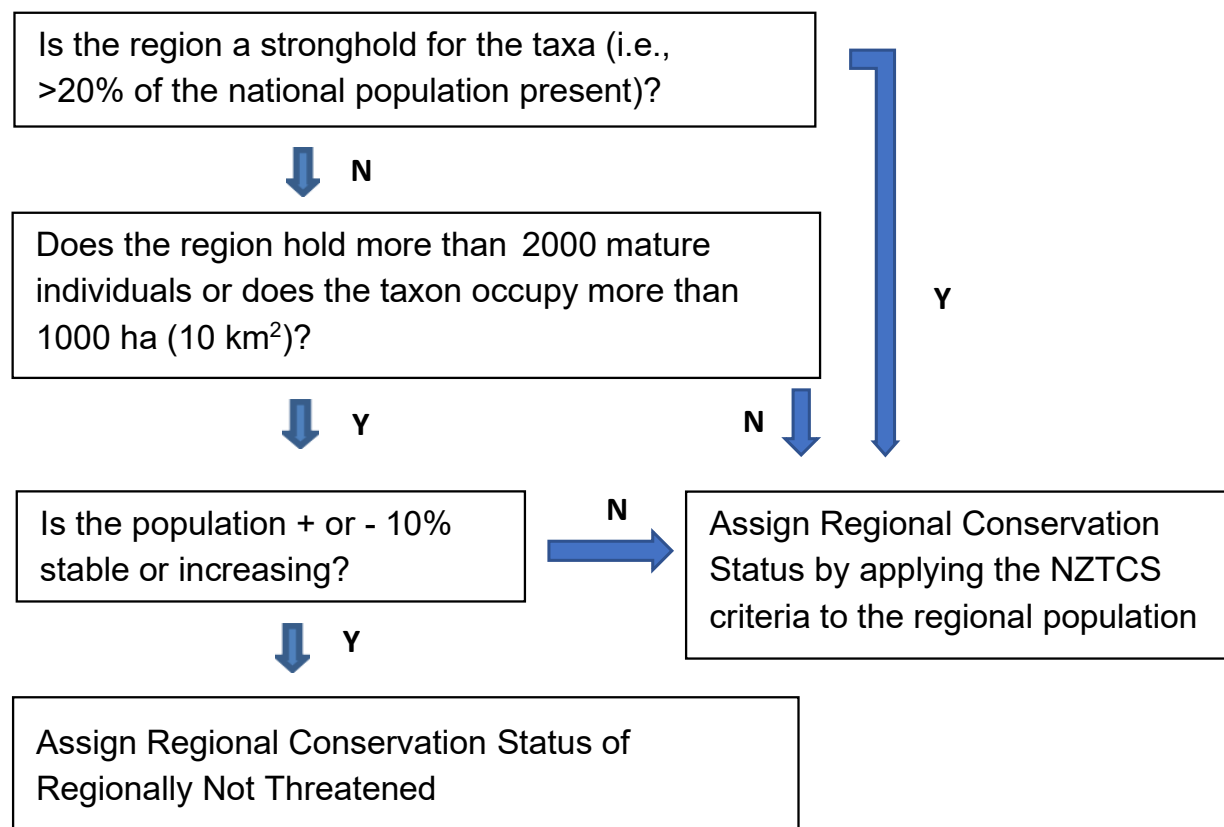 Is the region a stronghold for the taxa (i.e.,
>20% of the national population present)?
N
Does the region hold more than 2000 mature
individuals or does the taxon occupy more than
1000 ha (10 km²)?
Y
Y
N
Is the population + or - 10%
stable or increasing?
N
Assign Regional Conservation
Status by applying the NZTCS
criteria to the regional population
Y
Assign Regional Conservation Status of
Regionally Not Threatened